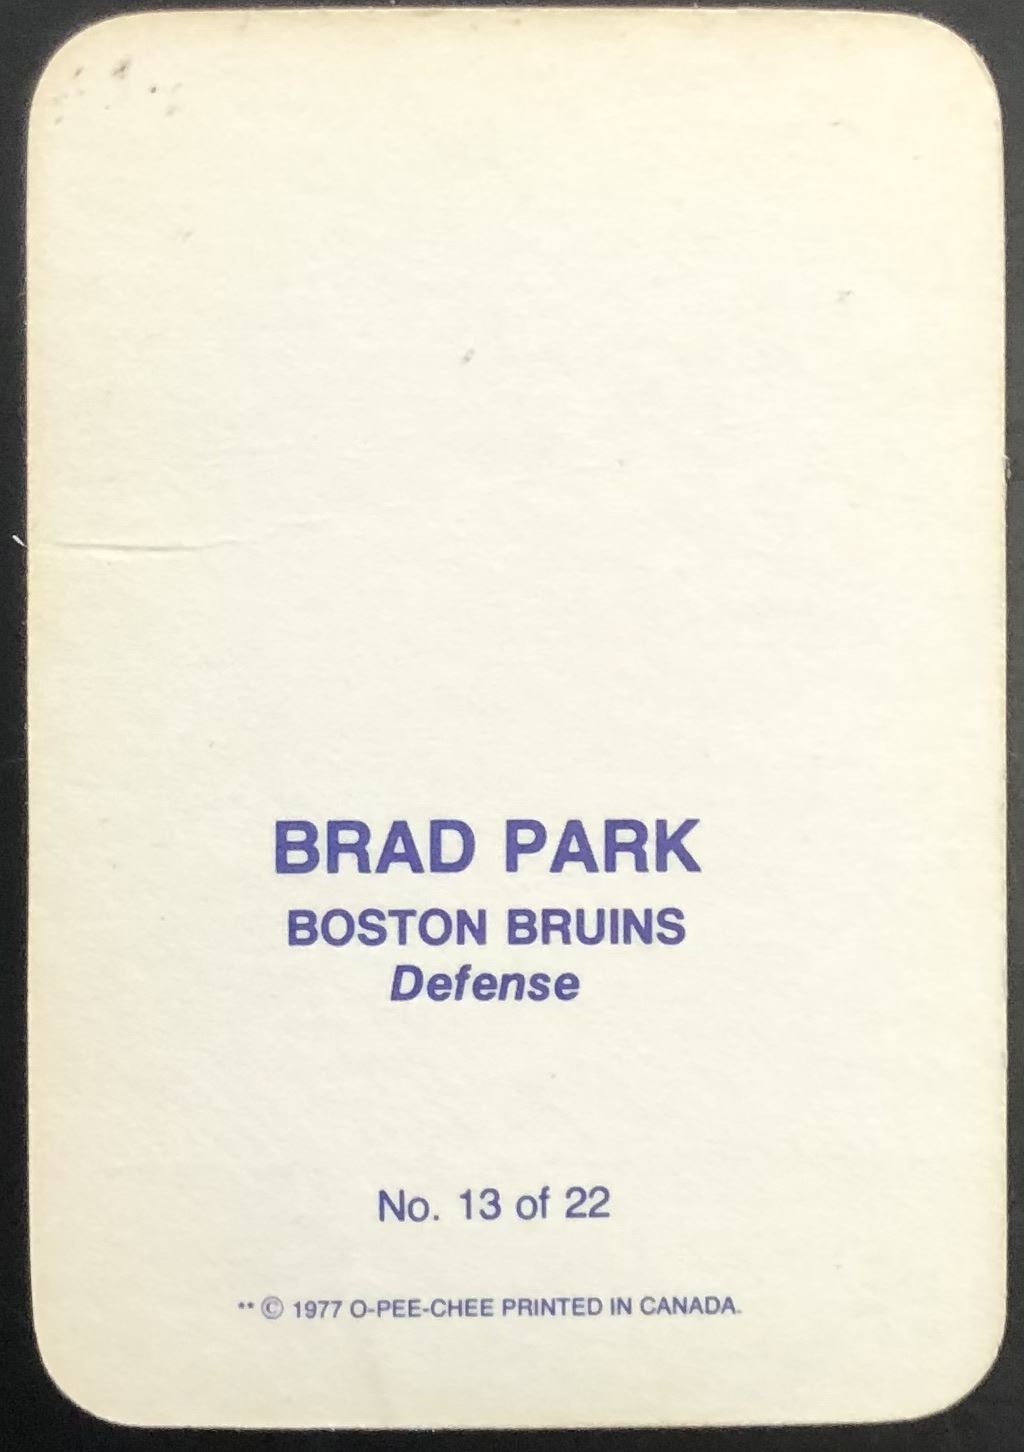 BRAD PARK
BOSTON BRUINS
Defense
No. 13 of 22
** © 1977 O-PEE-CHEE PRINTED IN CANADA.